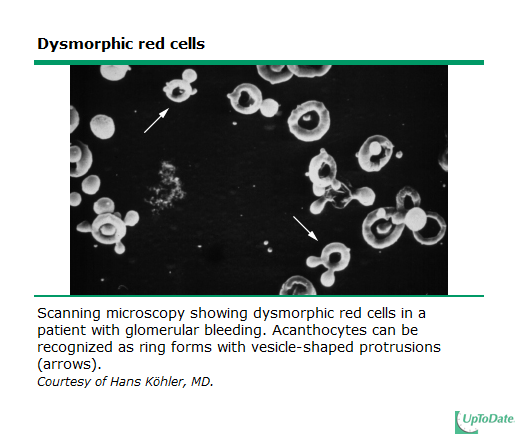 Dysmorphic red cells
Scanning microscopy showing dysmorphic red cells in a
patient with glomerular bleeding. Acanthocytes can be
recognized as ring forms with vesicle-shaped protrusions
(arrows).
Courtesy of Hans Köhler, MD.
UpToDate